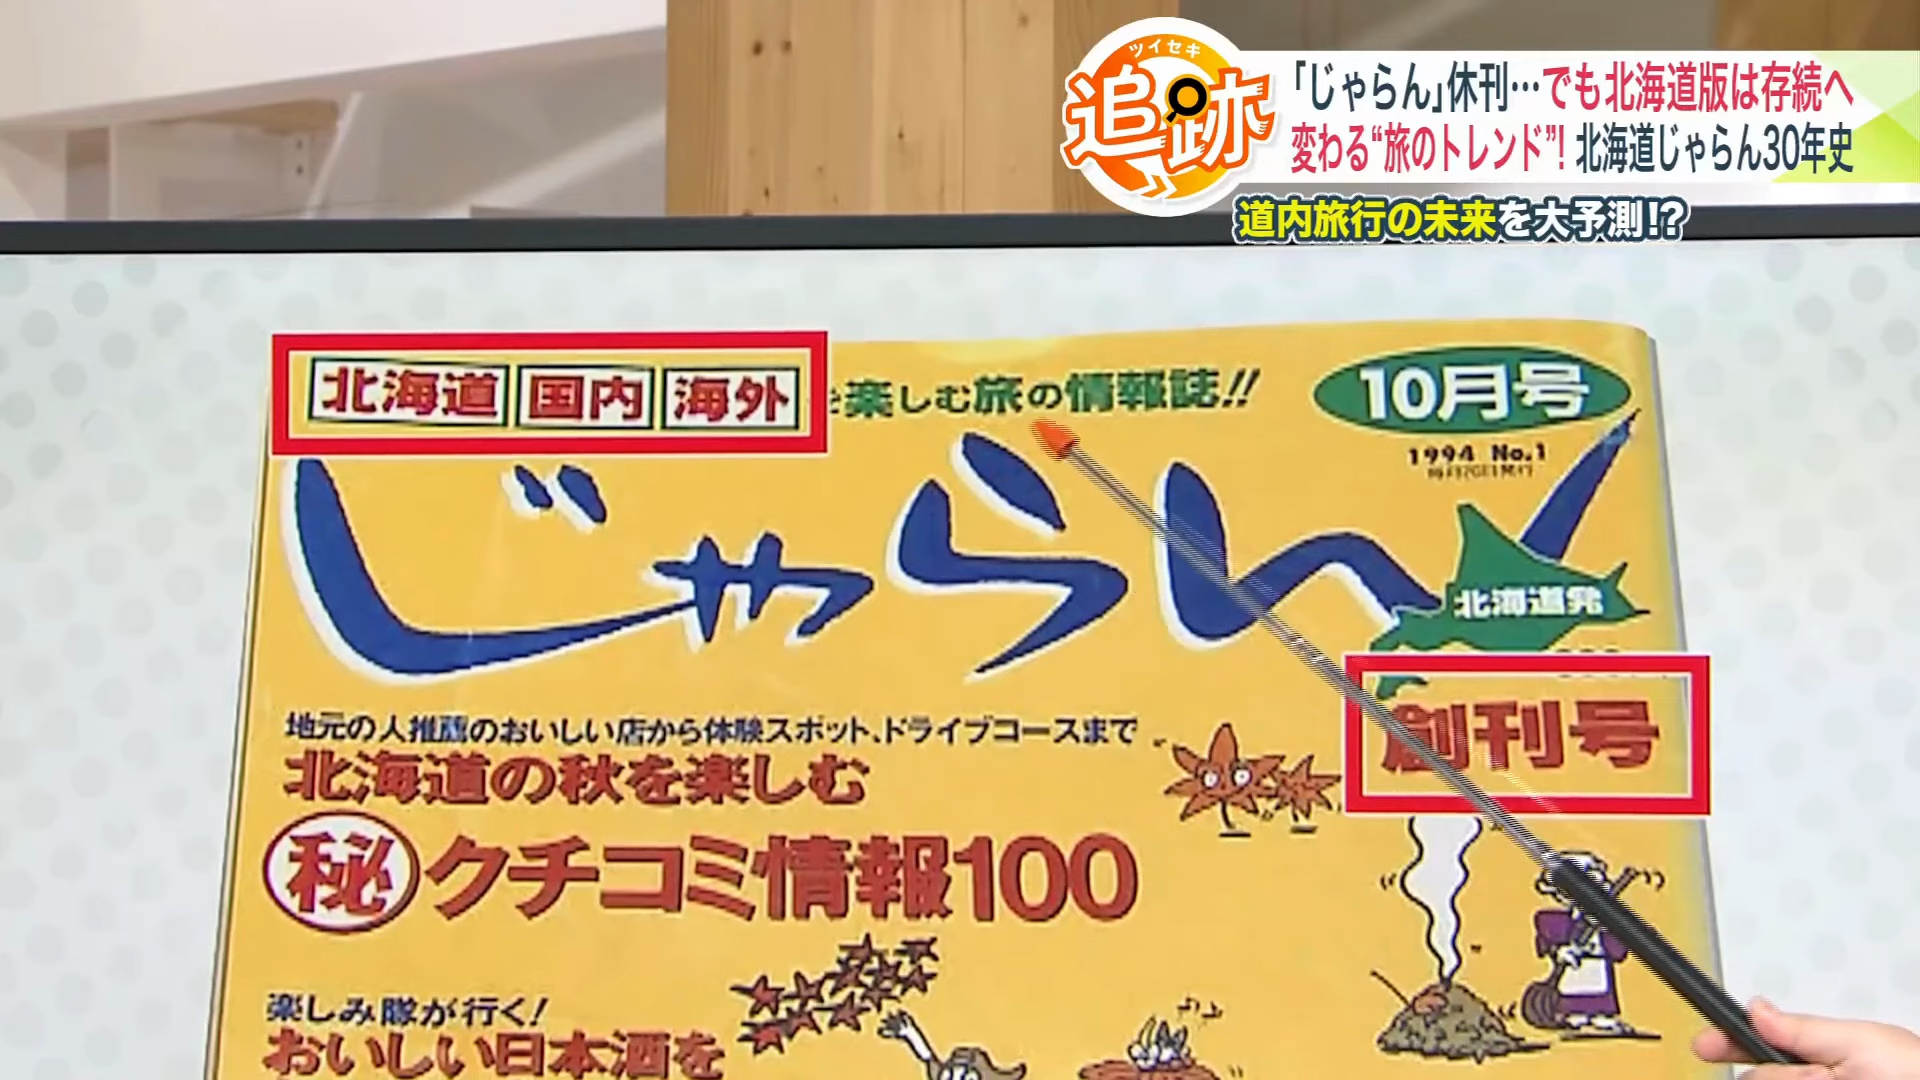 ツイセキ
追跡
「じゃらん」休刊…でも北海道版は存続へ
変わる“旅のトレンド”!北海道じゃらん30年史
道内旅行の未来を大予測!?
北海道 国内 海外 を楽しむ旅の情報誌!!
10月号
1994 No.1
じゃらん
北海道発
創刊号
地元の人推薦のおいしい店から体験スポット、ドライブコースまで
北海道の秋を楽しむ
㊙クチコミ情報100
楽しみ隊が行く!
おいしい日本酒を